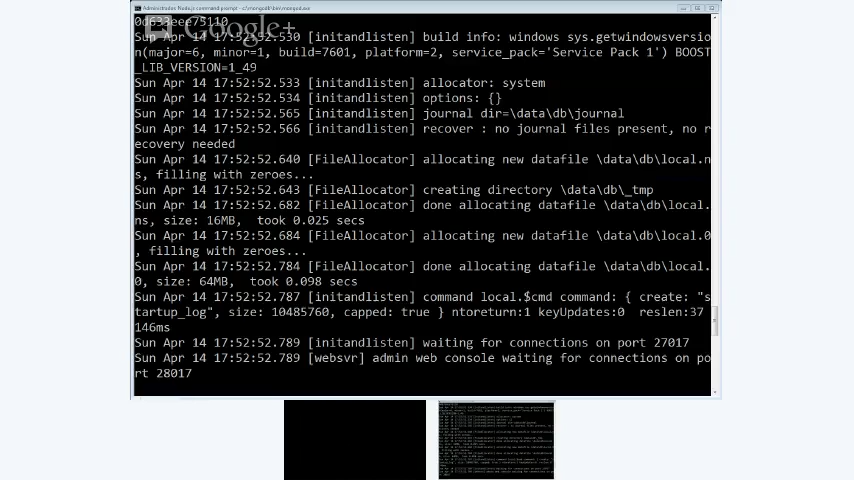 Administrator: Node.js command prompt - c:\mongodb\bin\mongod.exe
0d633eec75110
Google+
Sun Apr 14 17:52:52.530 [initandlisten] build info: windows sys.getwindowsversio
n(major=6, minor=1, build=7601, platform=2, service_pack='Service Pack 1') BOOST
_LIB_VERSION=1_49
Sun Apr 14 17:52:52.533 [initandlisten] allocator: system
Sun Apr 14 17:52:52.534 [initandlisten] options: {}
Sun Apr 14 17:52:52.565 [initandlisten] journal dir=\data\db\journal
Sun Apr 14 17:52:52.566 [initandlisten] recover : no journal files present, no r
ecovery needed
Sun Apr 14 17:52:52.640 [FileAllocator] allocating new datafile \data\db\local.n
s, filling with zeroes...
Sun Apr 14 17:52:52.643 [FileAllocator] creating directory \data\db\_tmp
Sun Apr 14 17:52:52.682 [FileAllocator] done allocating datafile \data\db\local.
ns, size: 16MB,  took 0.025 secs
Sun Apr 14 17:52:52.684 [FileAllocator] allocating new datafile \data\db\local.0
, filling with zeroes...
Sun Apr 14 17:52:52.784 [FileAllocator] done allocating datafile \data\db\local.
0, size: 64MB,  took 0.098 secs
Sun Apr 14 17:52:52.787 [initandlisten] command local.$cmd command: { create: "s
tartup_log", size: 10485760, capped: true } ntoreturn:1 keyUpdates:0  reslen:37
146ms
Sun Apr 14 17:52:52.789 [initandlisten] waiting for connections on port 27017
Sun Apr 14 17:52:52.789 [websvr] admin web console waiting for connections on po
rt 28017